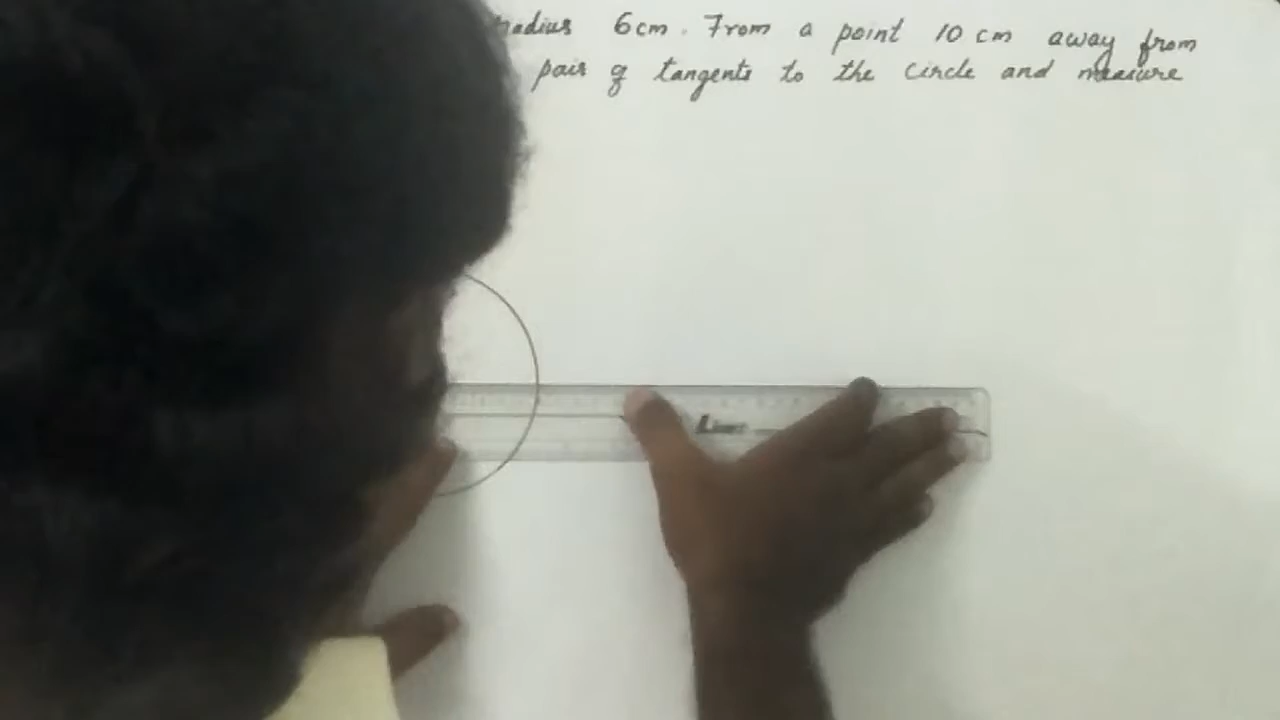 radius 6cm. From a point 10 cm away from
pair of tangents to the circle and measure